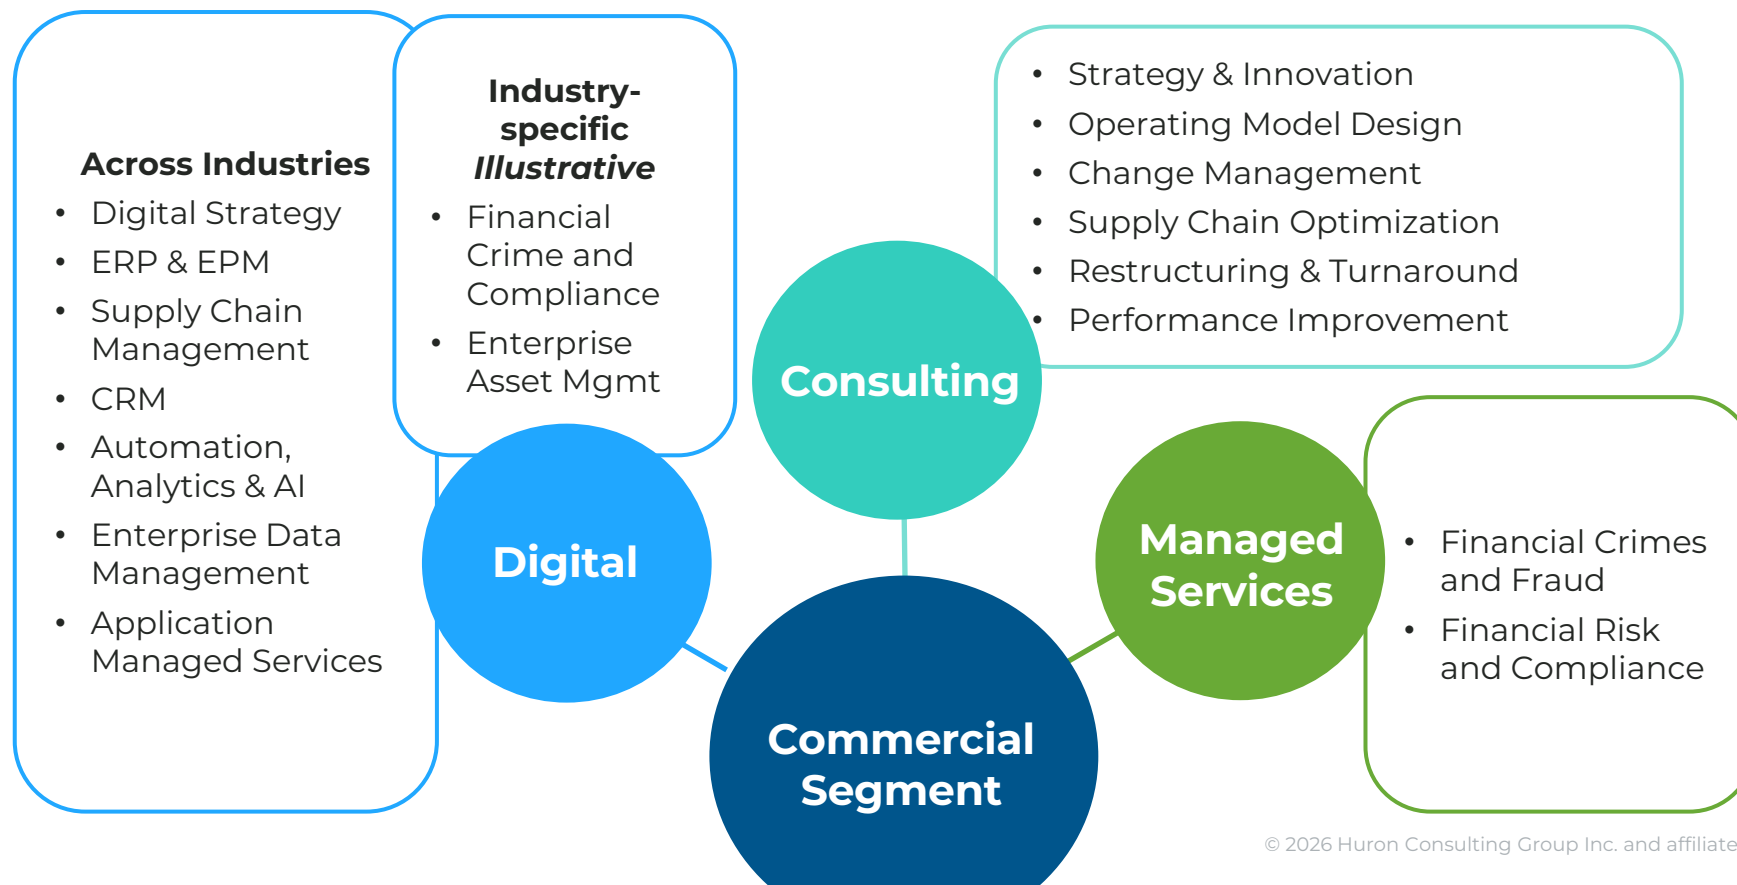 Across Industries
• Digital Strategy
• ERP & EPM
• Supply Chain
Management
• CRM
• Automation,
Analytics & AI
• Enterprise Data
Management
• Application
Managed Services
Industry-
specific
Illustrative
• Financial
Crime and
Compliance
• Enterprise
Asset Mgmt
Digital
• Strategy & Innovation
• Operating Model Design
• Change Management
• Supply Chain Optimization
• Restructuring & Turnaround
• Performance Improvement
Consulting
Managed
Services
• Financial Crimes
and Fraud
• Financial Risk
and Compliance
Commercial
Segment
© 2026 Huron Consulting Group Inc. and affiliate